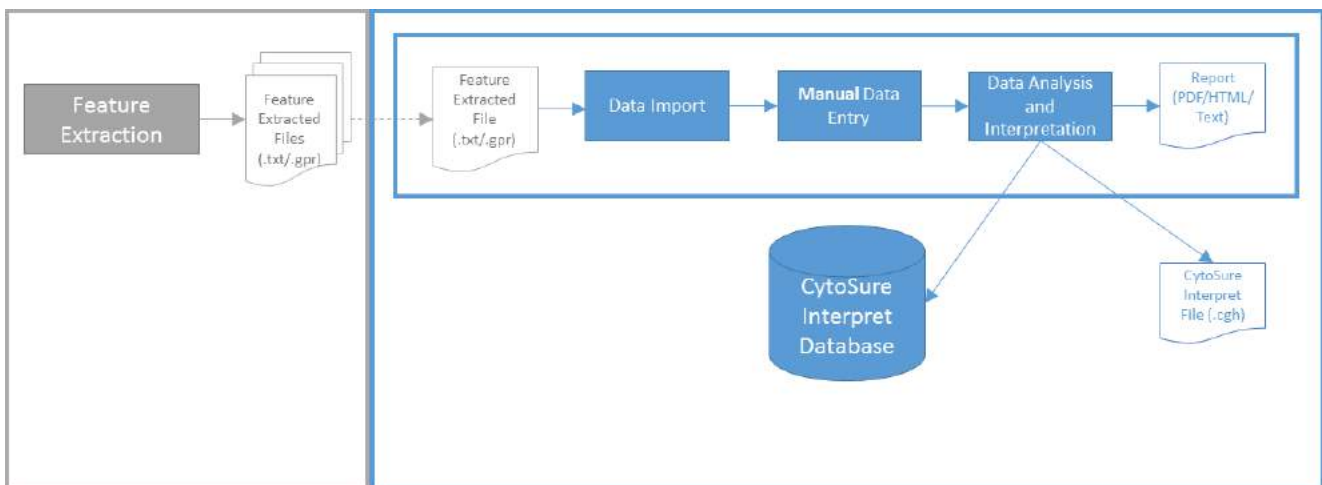 Feature
Extraction
Feature
Extracted
Files
(.txt/.gpr)
Feature
Extracted
File
(.txt/.gpr)
Data Import
Manual Data
Entry
Data Analysis
and
Interpretation
Report
(PDF/HTML/
Text)
CytoSure
Interpret
Database
CytoSure
Interpret
File (.cgh)